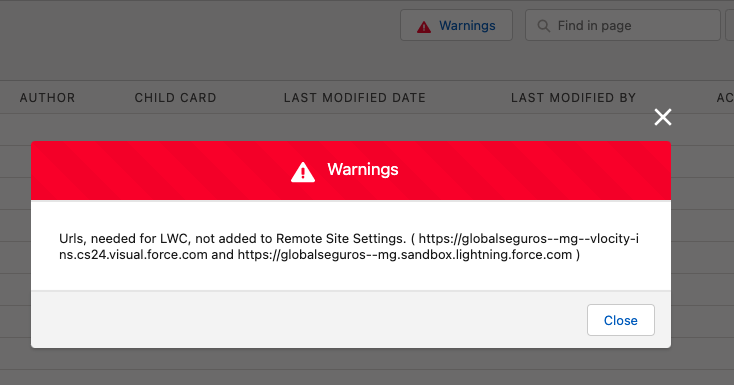 Warnings
Find in page
AUTHOR CHILD CARD LAST MODIFIED DATE LAST MODIFIED BY AC
Warnings
Urls, needed for LWC, not added to Remote Site Settings. ( https://globalseguros--mg--vlocity-i
ns.cs24.visual.force.com and https://globalseguros--mg.sandbox.lightning.force.com )
Close